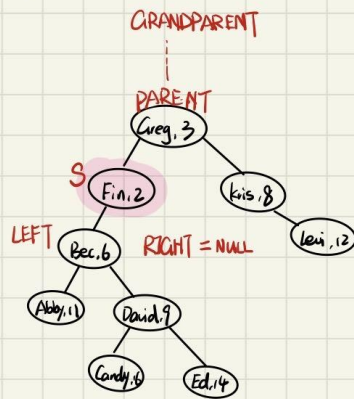 GRANDPARENT
PARENT
Greg, 3
S
Fin, 2
Kris, 8
LEFT
Bec, 6
RIGHT = NULL
Levi, 12
Abby, 11
David, 9
Candy, 16
Ed, 14